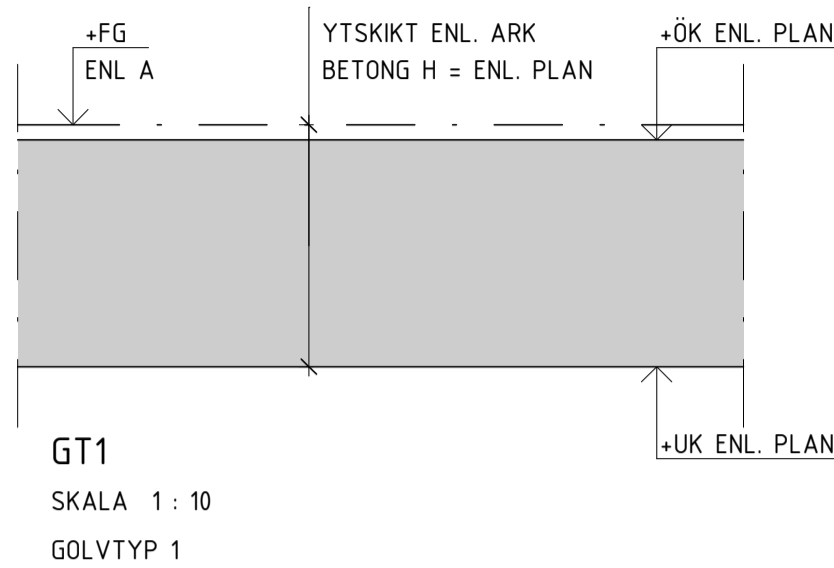 +FG
ENL A
YTSKIKT ENL. ARK
BETONG H = ENL. PLAN
+ÖK ENL. PLAN
+UK ENL. PLAN
GT1
SKALA 1 : 10
GOLVTYP 1